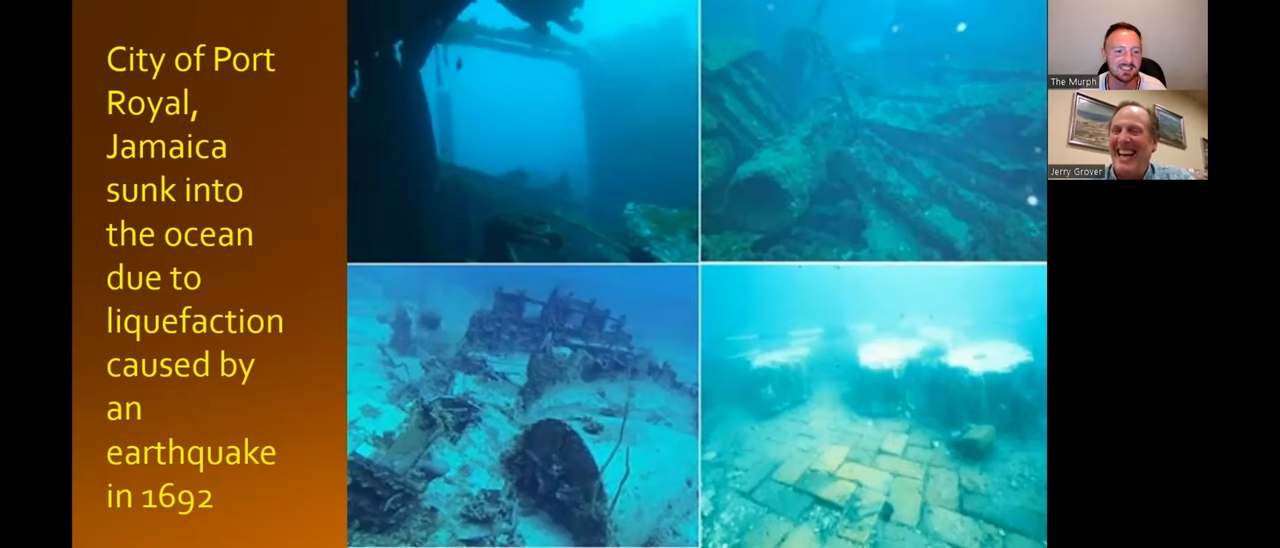 City of Port
Royal,
Jamaica
sunk into
the ocean
due to
liquefaction
caused by
an
earthquake
in 1692
The Murph
Jerry Grover